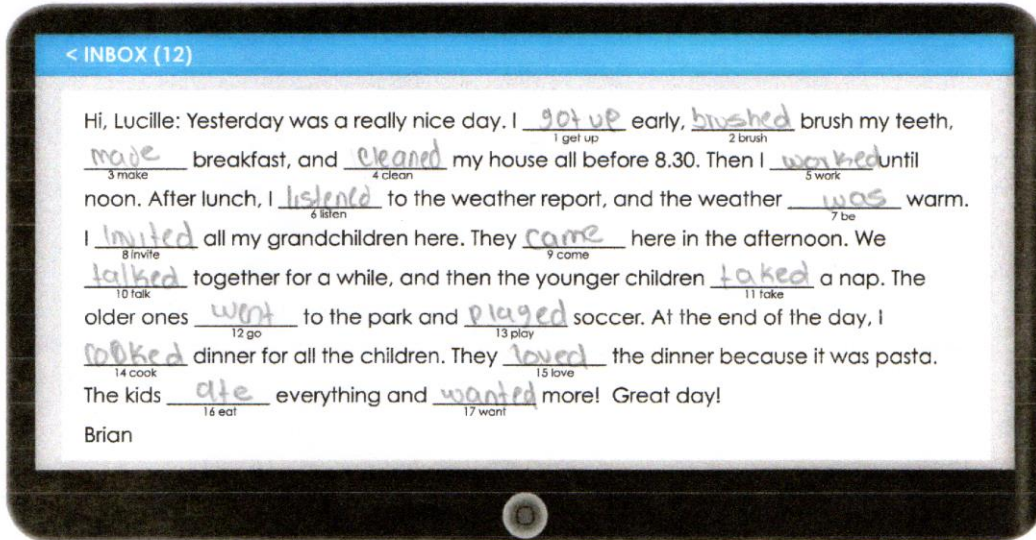 < INBOX (12)
Hi, Lucille: Yesterday was a really nice day. I got up early, brushed brush my teeth,
1 get up 2 brush
made breakfast, and cleaned my house all before 8.30. Then I worked until
3 make 4 clean 5 work
noon. After lunch, I listened to the weather report, and the weather was warm.
6 listen 7 be
I invited all my grandchildren here. They came here in the afternoon. We
8 invite 9 come
talked together for a while, and then the younger children taked a nap. The
10 talk 11 take
older ones went to the park and played soccer. At the end of the day, I
12 go 13 play
cooked dinner for all the children. They loved the dinner because it was pasta.
14 cook 15 love
The kids ate everything and wanted more! Great day!
16 eat 17 want
Brian